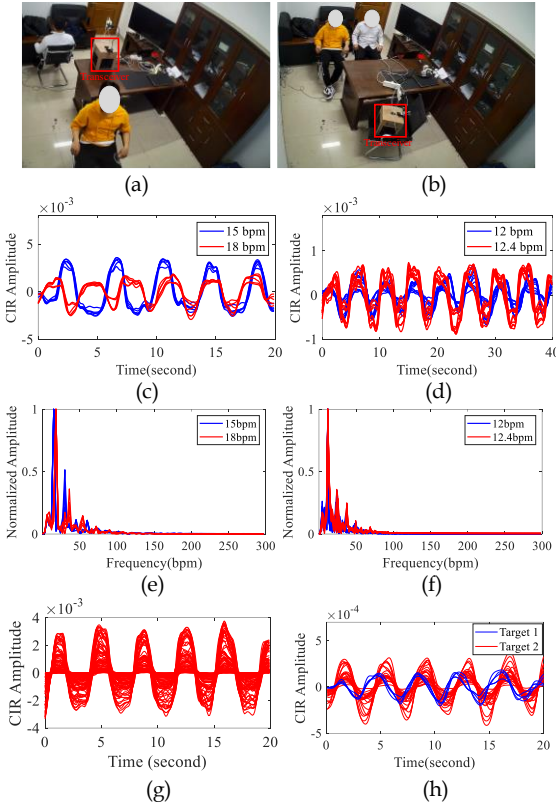 Transceiver
(a)
(b)
×10⁻³
5
0
-5
CIR Amplitude
15 bpm
18 bpm
0
5
10
15
20
Time(second)
(c)
×10⁻³
1
0
-1
CIR Amplitude
12 bpm
12.4 bpm
0
10
20
30
40
Time(second)
(d)
1
0.5
0
Normalized Amplitude
15bpm
18bpm
50
100
150
200
250
300
Frequency(bpm)
(e)
1
0.5
0
Normalized Amplitude
12bpm
12.4bpm
50
100
150
200
250
300
Frequency(bpm)
(f)
×10⁻³
4
2
0
-2
-4
CIR Amplitude
0
5
10
15
20
Time (second)
(g)
×10⁻⁴
5
0
-5
CIR Amplitude
Target 1
Target 2
0
5
10
15
20
Time(second)
(h)